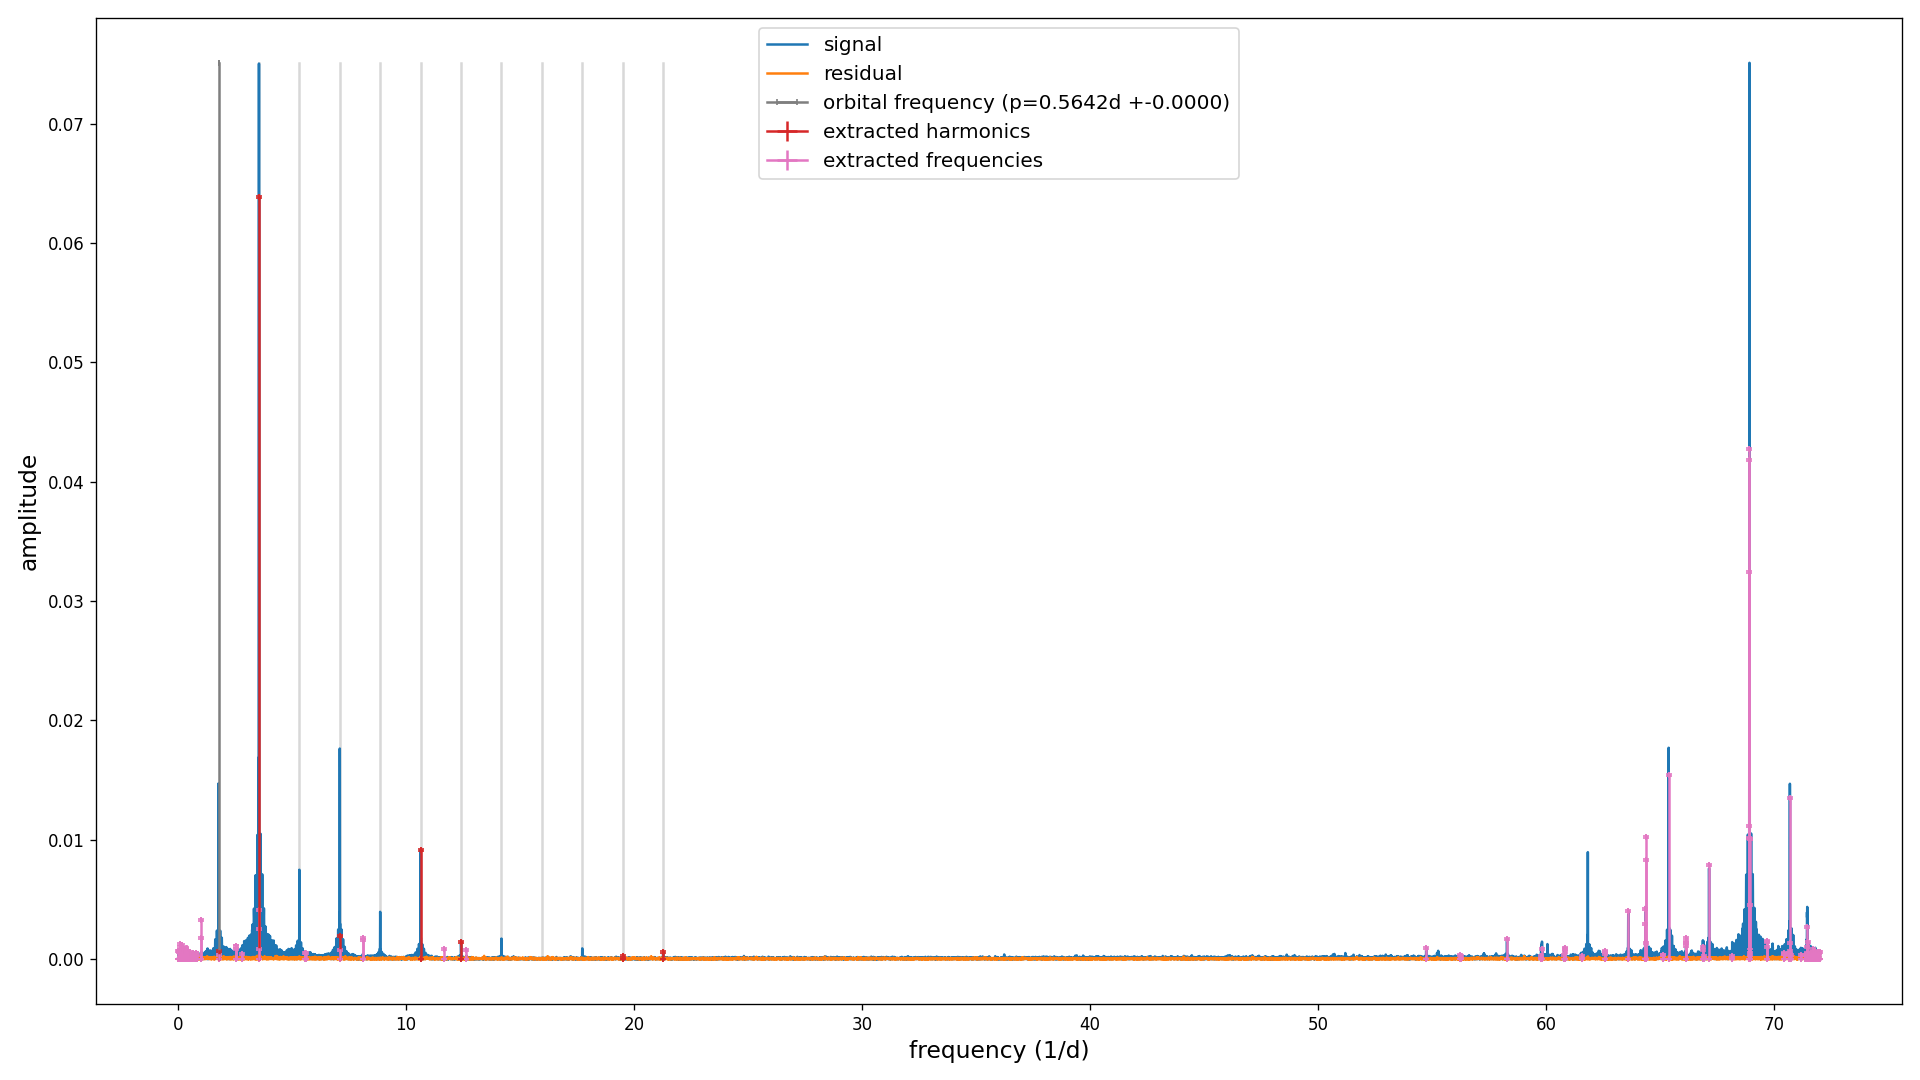 signal
residual
orbital frequency (p=0.5642d +-0.0000)
extracted harmonics
extracted frequencies
amplitude
0.07
0.06
0.05
0.04
0.03
0.02
0.01
0.00
0 10 20 30 40 50 60 70
frequency (1/d)